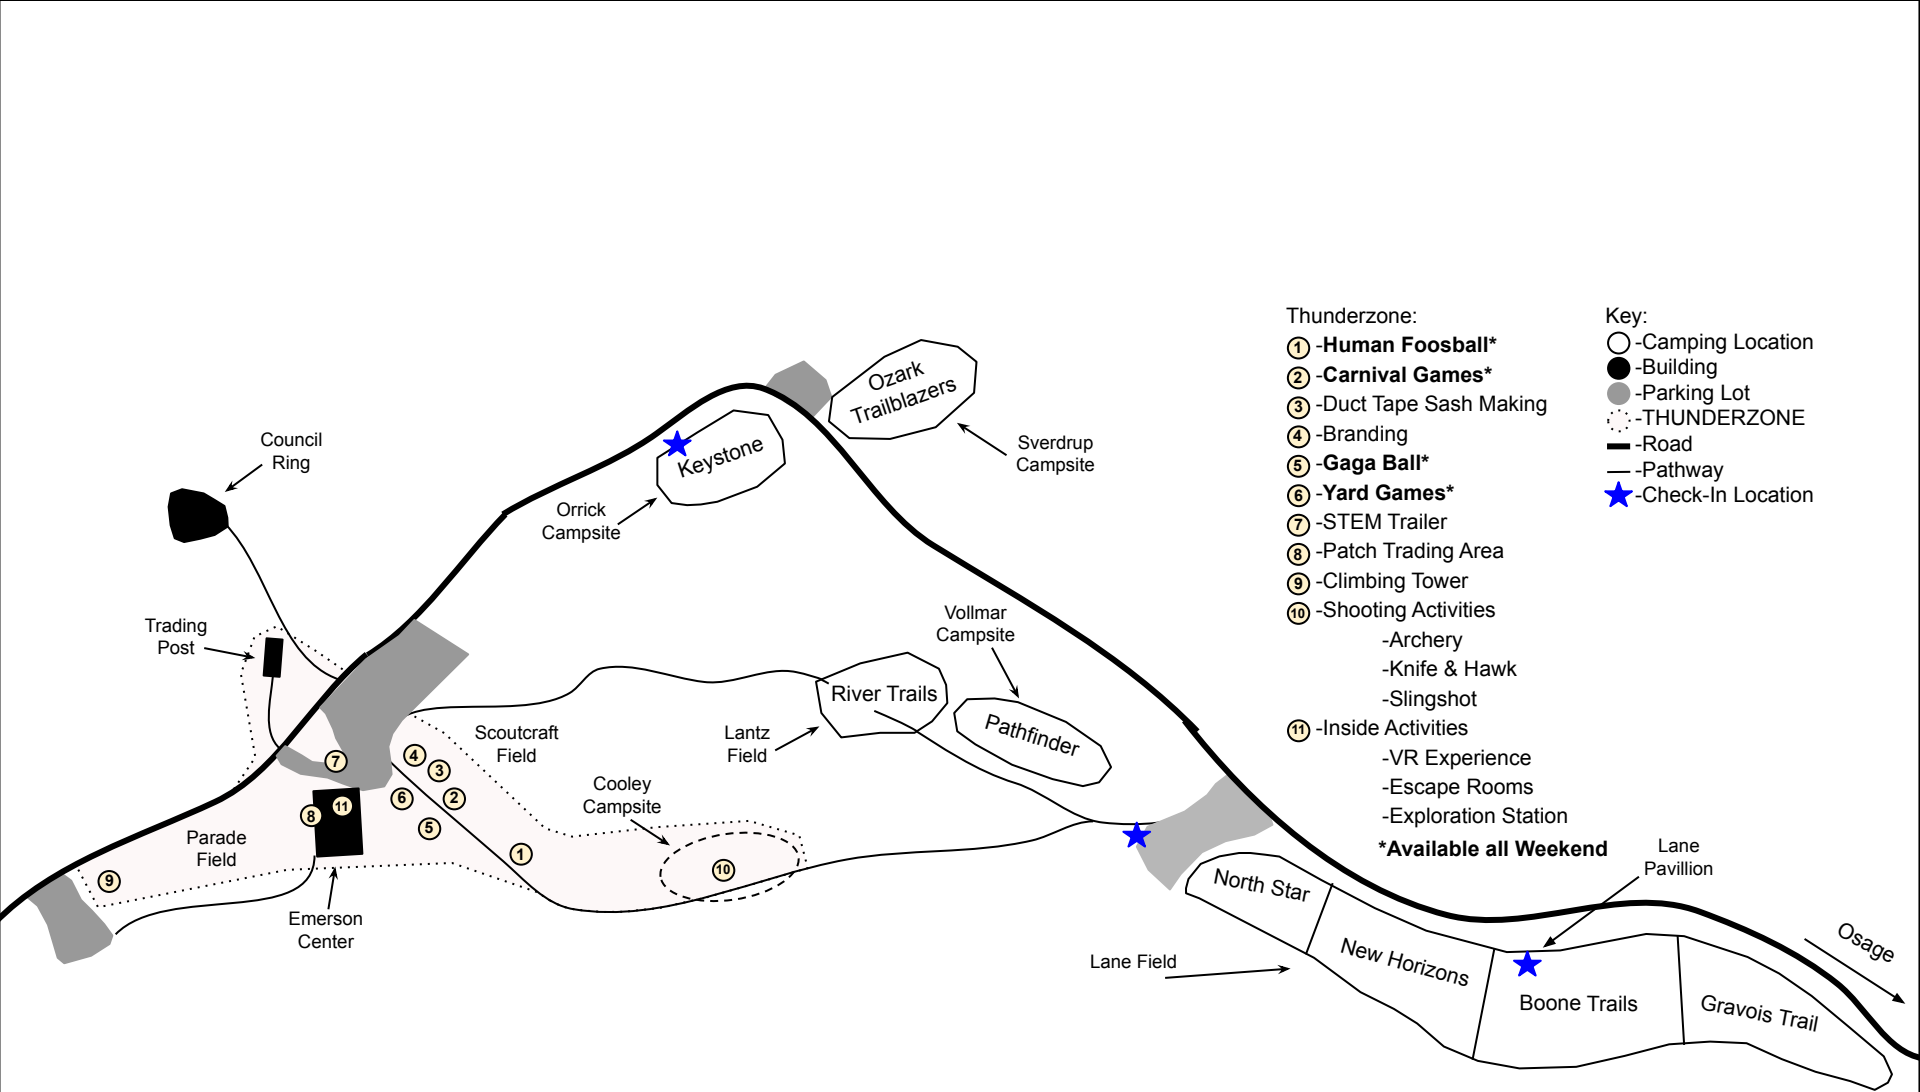 Council
Ring
Trading
Post
Orrick
Campsite
Keystone
Ozark
Trailblazers
Sverdrup
Campsite
Vollmar
Campsite
River Trails
Pathfinder
Lantz
Field
Scoutcraft
Field
Cooley
Campsite
7
4
3
6
2
5
11
8
1
10
9
Parade
Field
Emerson
Center
Thunderzone:
1 -Human Foosball*
2 -Carnival Games*
3 -Duct Tape Sash Making
4 -Branding
5 -Gaga Ball*
6 -Yard Games*
7 -STEM Trailer
8 -Patch Trading Area
9 -Climbing Tower
10 -Shooting Activities
-Archery
-Knife & Hawk
-Slingshot
11 -Inside Activities
-VR Experience
-Escape Rooms
-Exploration Station
*Available all Weekend
Key:
-Camping Location
-Building
-Parking Lot
-THUNDERZONE
-Road
-Pathway
-Check-In Location
Lane
Pavillion
North Star
New Horizons
Boone Trails
Gravois Trail
Lane Field
Osage